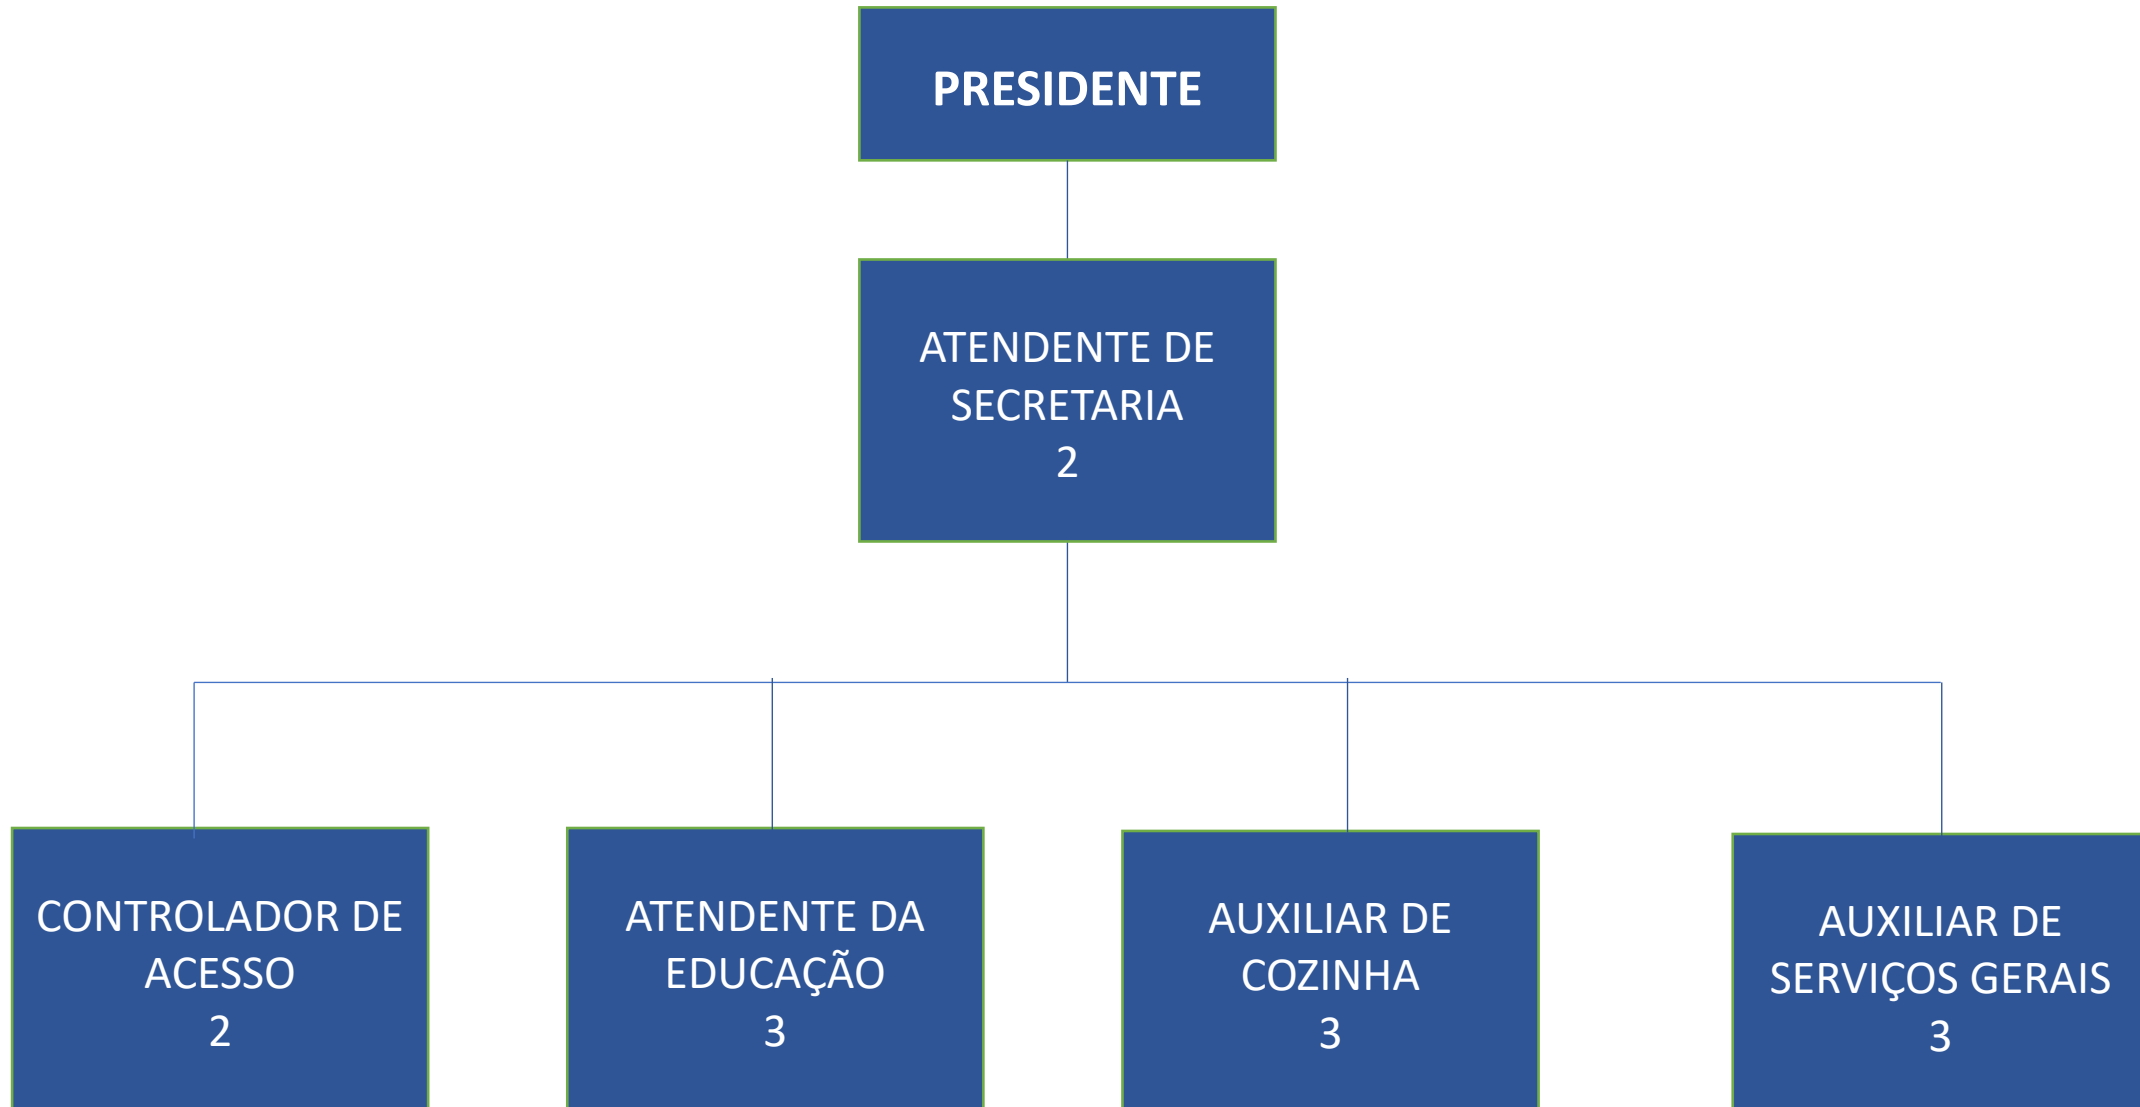 PRESIDENTE
ATENDENTE DE
SECRETARIA
2
CONTROLADOR DE
ACESSO
2
ATENDENTE DA
EDUCAÇÃO
3
AUXILIAR DE
COZINHA
3
AUXILIAR DE
SERVIÇOS GERAIS
3